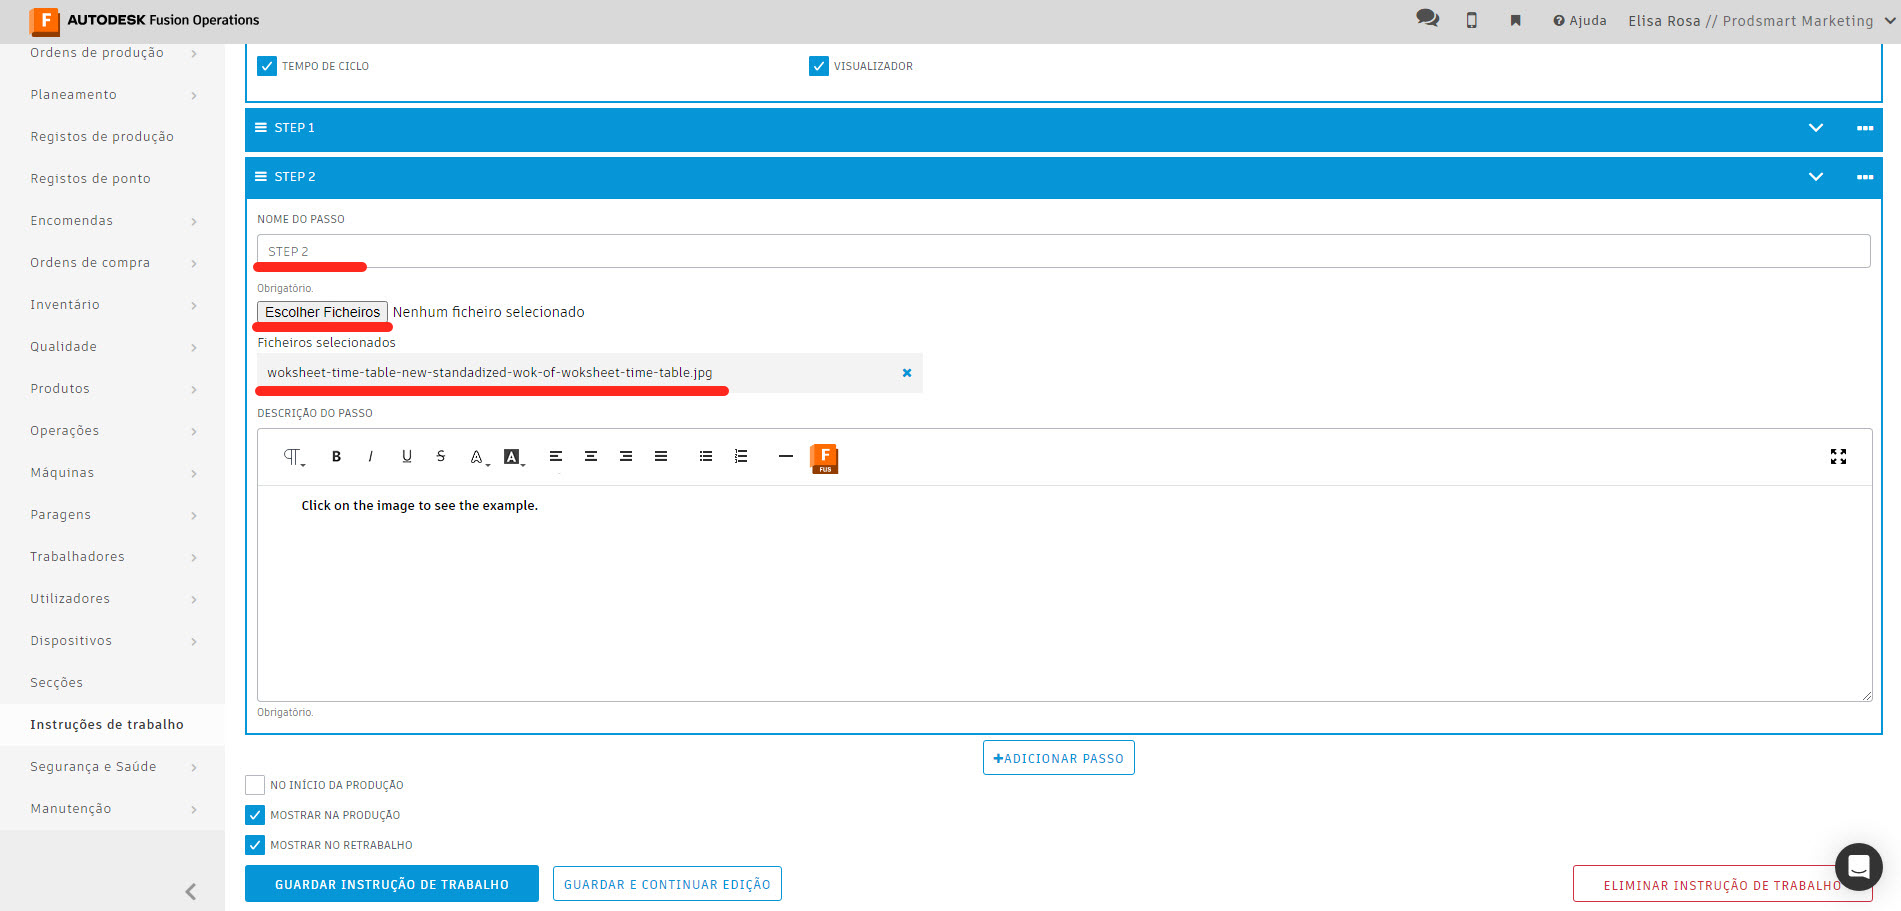 F AUTODESK Fusion Operations
Ajuda
Elisa Rosa // Prodsmart Marketing
Ordens de produção
Planeamento
Registos de produção
Registos de ponto
Encomendas
Ordens de compra
Inventário
Qualidade
Produtos
Operações
Máquinas
Paragens
Trabalhadores
Utilizadores
Dispositivos
Secções
Instruções de trabalho
Segurança e Saúde
Manutenção
TEMPO DE CICLO
VISUALIZADOR
STEP 1
STEP 2
NOME DO PASSO
STEP 2
Obrigatório.
Escolher Ficheiros Nenhum ficheiro selecionado
Ficheiros selecionados
woksheet-time-table-new-standadized-wok-of-woksheet-time-table.jpg
DESCRIÇÃO DO PASSO
B I U S A A F
FUS
Click on the image to see the example.
Obrigatório.
+ADICIONAR PASSO
NO INÍCIO DA PRODUÇÃO
MOSTRAR NA PRODUÇÃO
MOSTRAR NO RETRABALHO
GUARDAR INSTRUÇÃO DE TRABALHO
GUARDAR E CONTINUAR EDIÇÃO
ELIMINAR INSTRUÇÃO DE TRABALHO